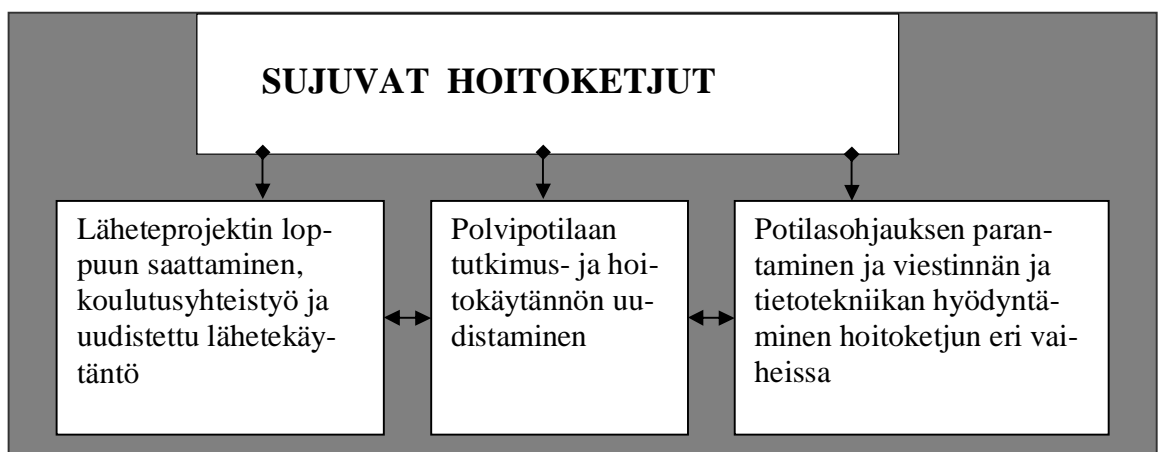 SUJUVAT HOITOKETJUT
Läheteprojektin lop-
puun saattaminen,
koulutusyhteistyö ja
uudistettu lähetekäy-
täntö
Polvipotilaan
tutkimus- ja hoi-
tokäytännön uu-
distaminen
Potilasohjauksen paran-
taminen ja viestinnän ja
tietotekniikan hyödyntä-
minen hoitoketjun eri vai-
heissa